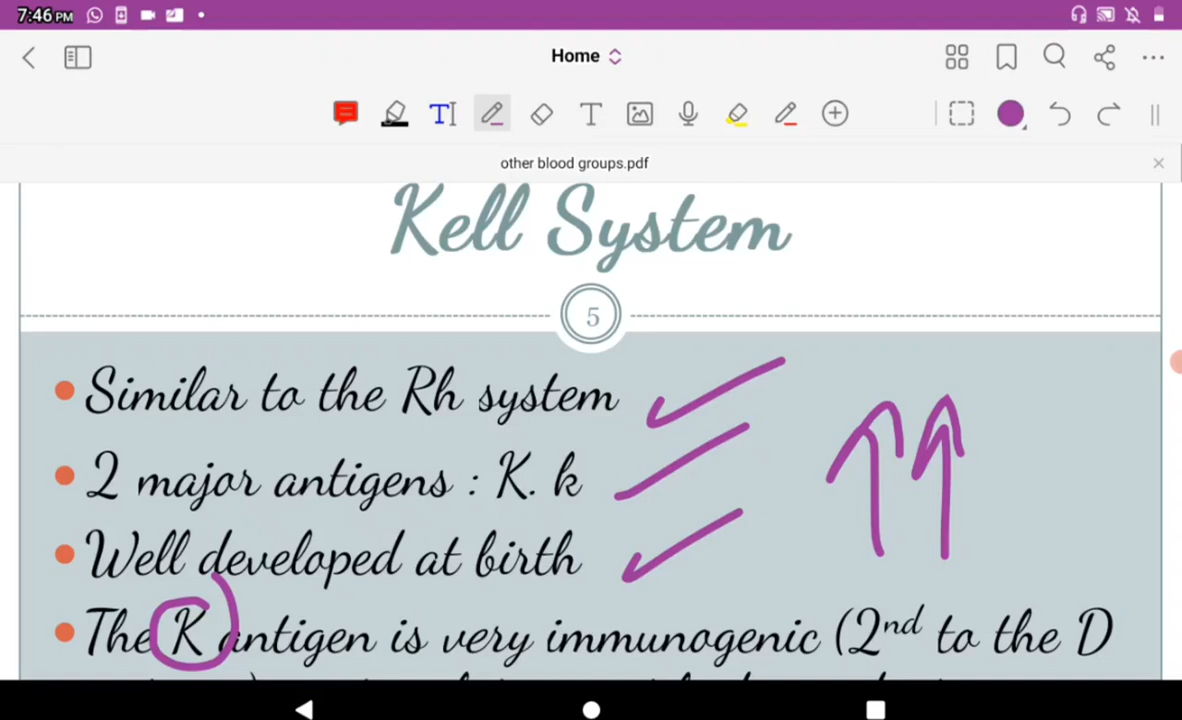 7:46 PM
Home
other blood groups.pdf
Kell System
5
Similar to the Rh system
2 major antigens : K. k
Well developed at birth
The K antigen is very immunogenic (2nd to the D